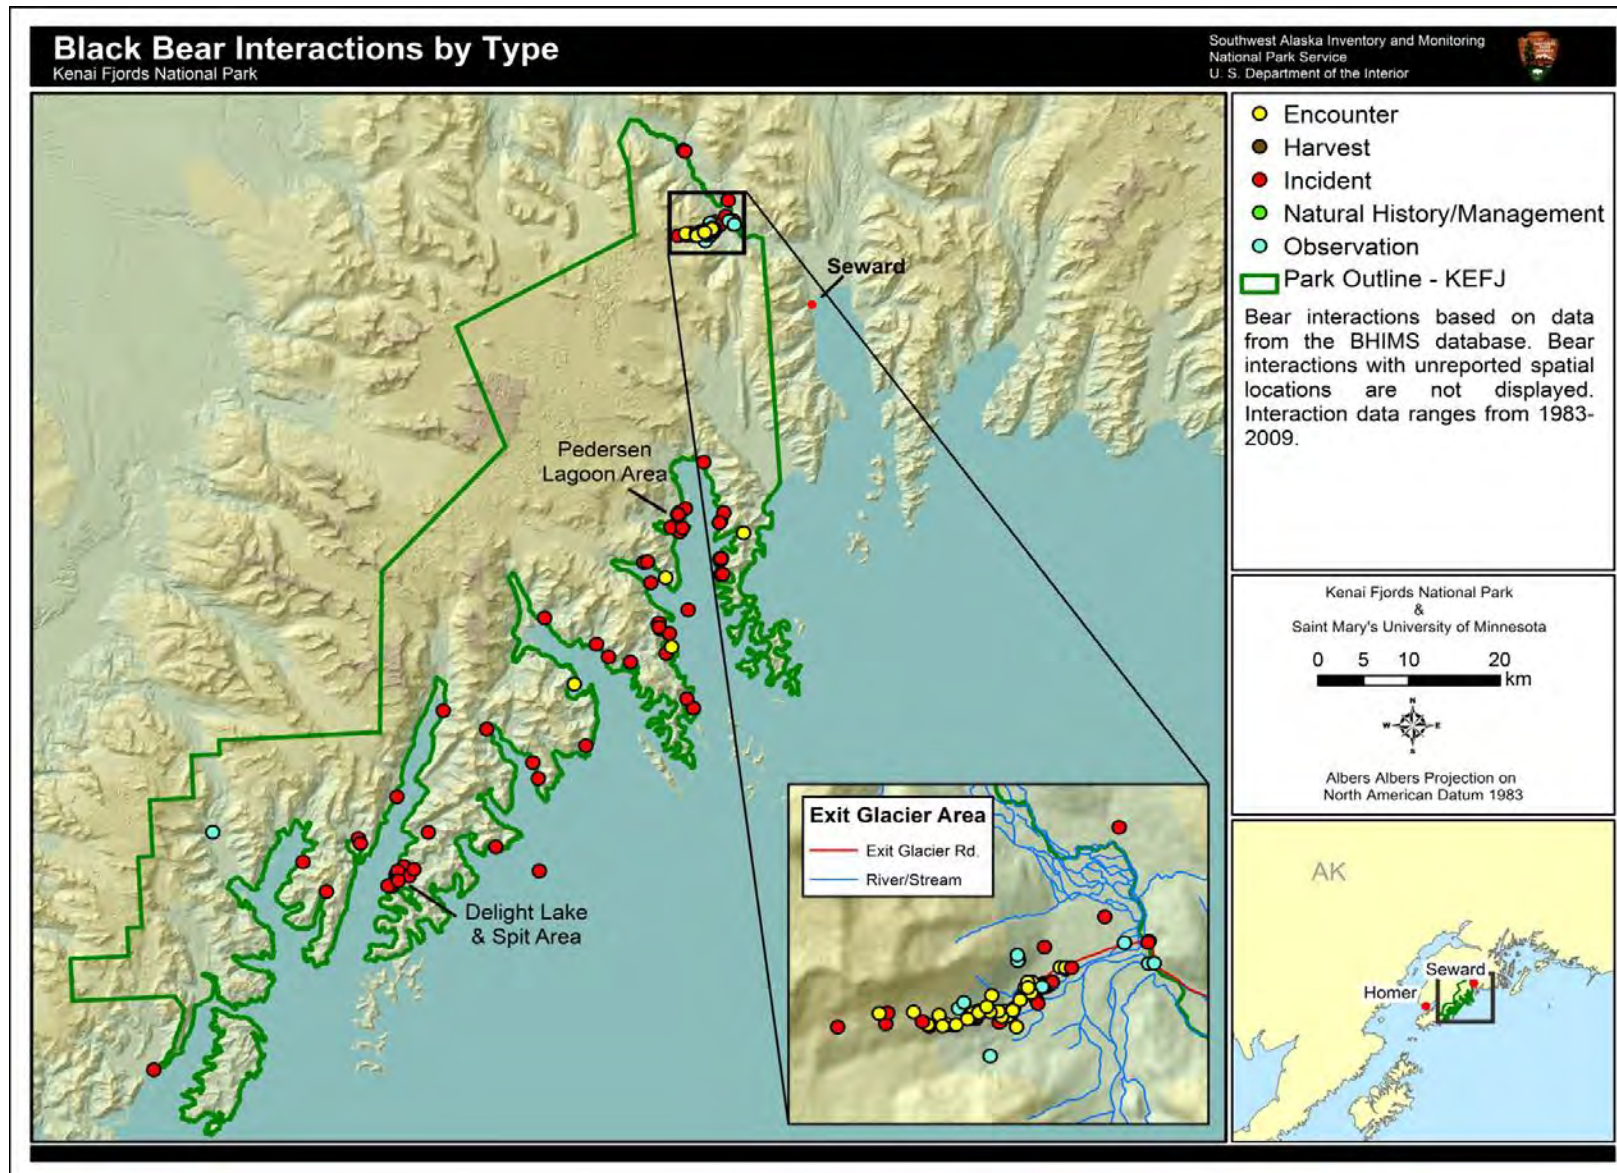 Black Bear Interactions by Type
Kenai Fjords National Park
Southwest Alaska Inventory and Monitoring
National Park Service
U. S. Department of the Interior
Encounter
Harvest
Incident
Natural History/Management
Observation
Park Outline - KEFJ
Bear interactions based on data
from the BHIMS database. Bear
interactions with unreported spatial
locations are not displayed.
Interaction data ranges from 1983-
2009.
Seward
Pedersen
Lagoon Area
Delight Lake
& Spit Area
Exit Glacier Area
Exit Glacier Rd.
River/Stream
Kenai Fjords National Park
&
Saint Mary's University of Minnesota
0 5 10 20
km
N
W E
S
Albers Albers Projection on
North American Datum 1983
AK
Seward
Homer